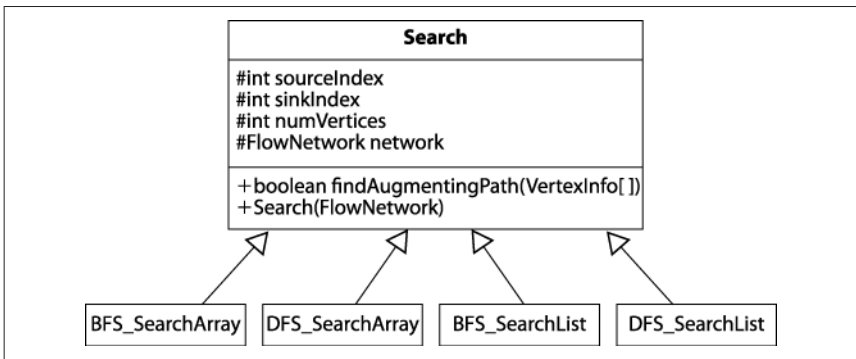 Search
#int sourceIndex
#int sinkIndex
#int numVertices
#FlowNetwork network
+boolean findAugmentingPath(VertexInfo[ ])
+Search(FlowNetwork)
BFS_SearchArray
DFS_SearchArray
BFS_SearchList
DFS_SearchList